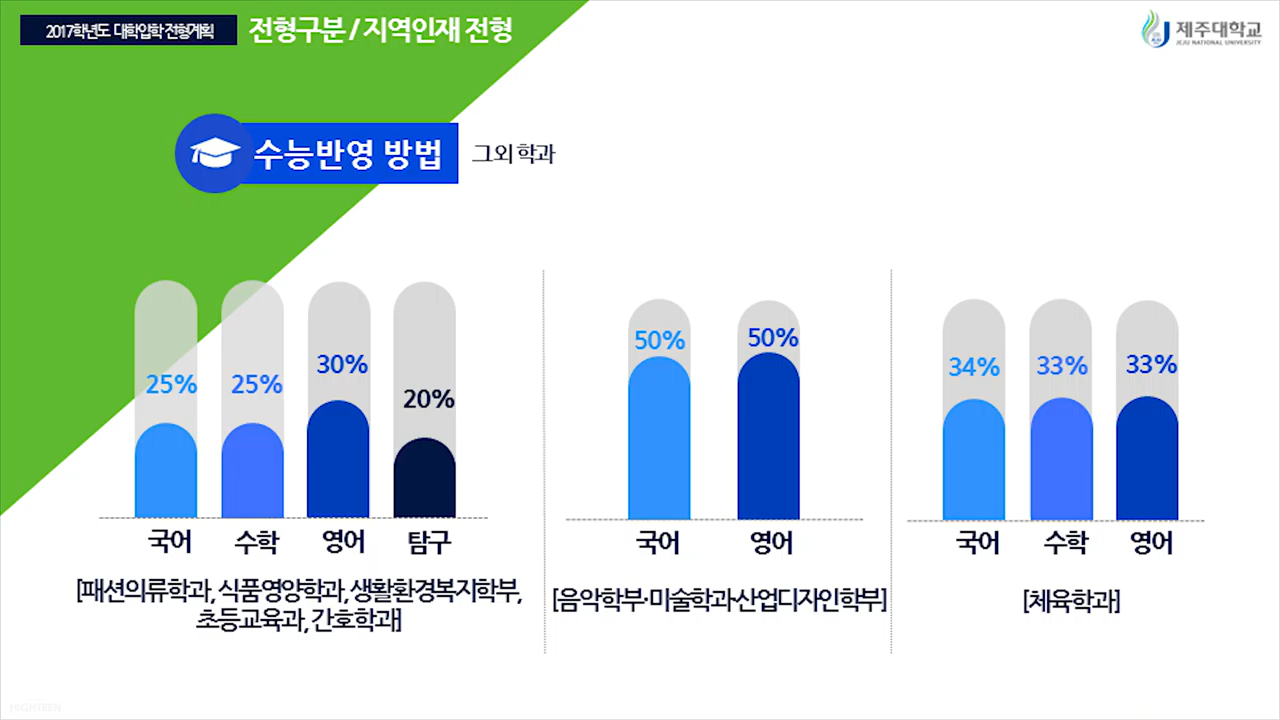 2017학년도 대학입학 전형계획
전형구분 / 지역인재 전형
제주대학교
JEJU NATIONAL UNIVERSITY
수능반영 방법
그외 학과
25% 25% 30% 20%
국어 수학 영어 탐구
[패션의류학과, 식품영양학과, 생활환경복지학부,
초등교육과, 간호학과]
50% 50%
국어 영어
[음악학부·미술학과·산업디자인학부]
34% 33% 33%
국어 수학 영어
[체육학과]
HIGHTEEN